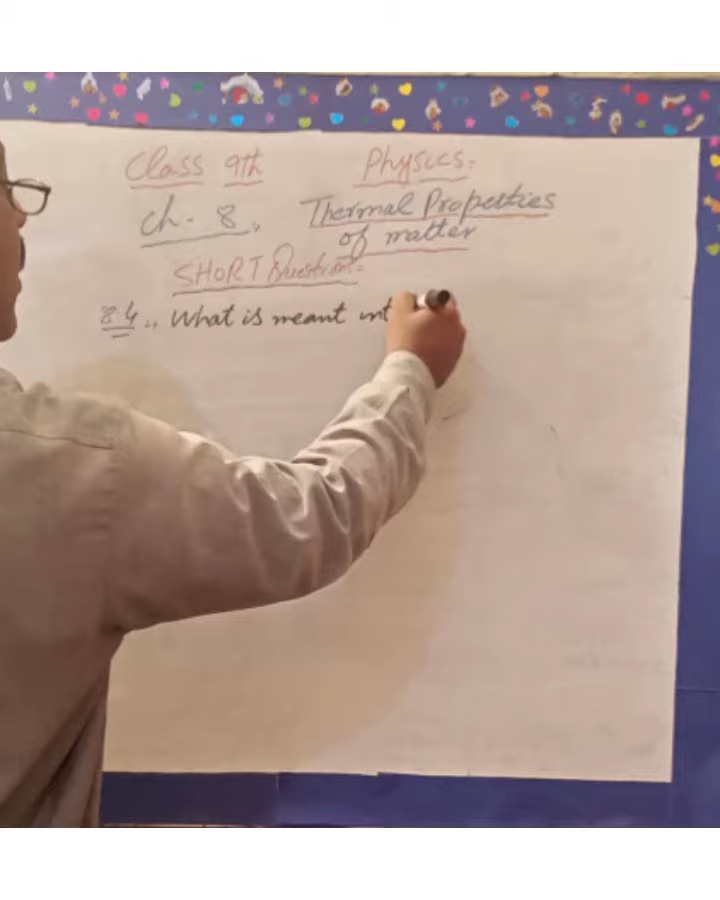 Class 9th Physics:
Ch. 8, Thermal Properties
of matter
SHORT Questions:
8.4 .. What is meant int